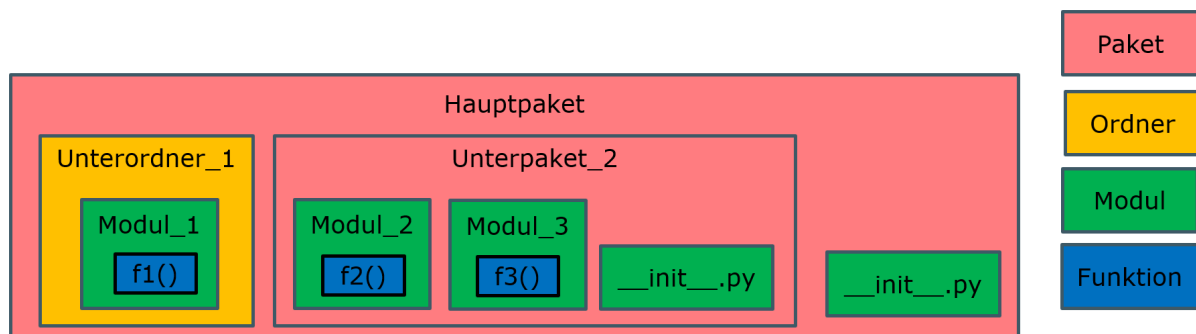 Paket
Hauptpaket
Ordner
Unterordner_1
Unterpaket_2
Modul
Modul_1
Modul_2
Modul_3
f1()
f2()
f3()
__init__.py
__init__.py
Funktion